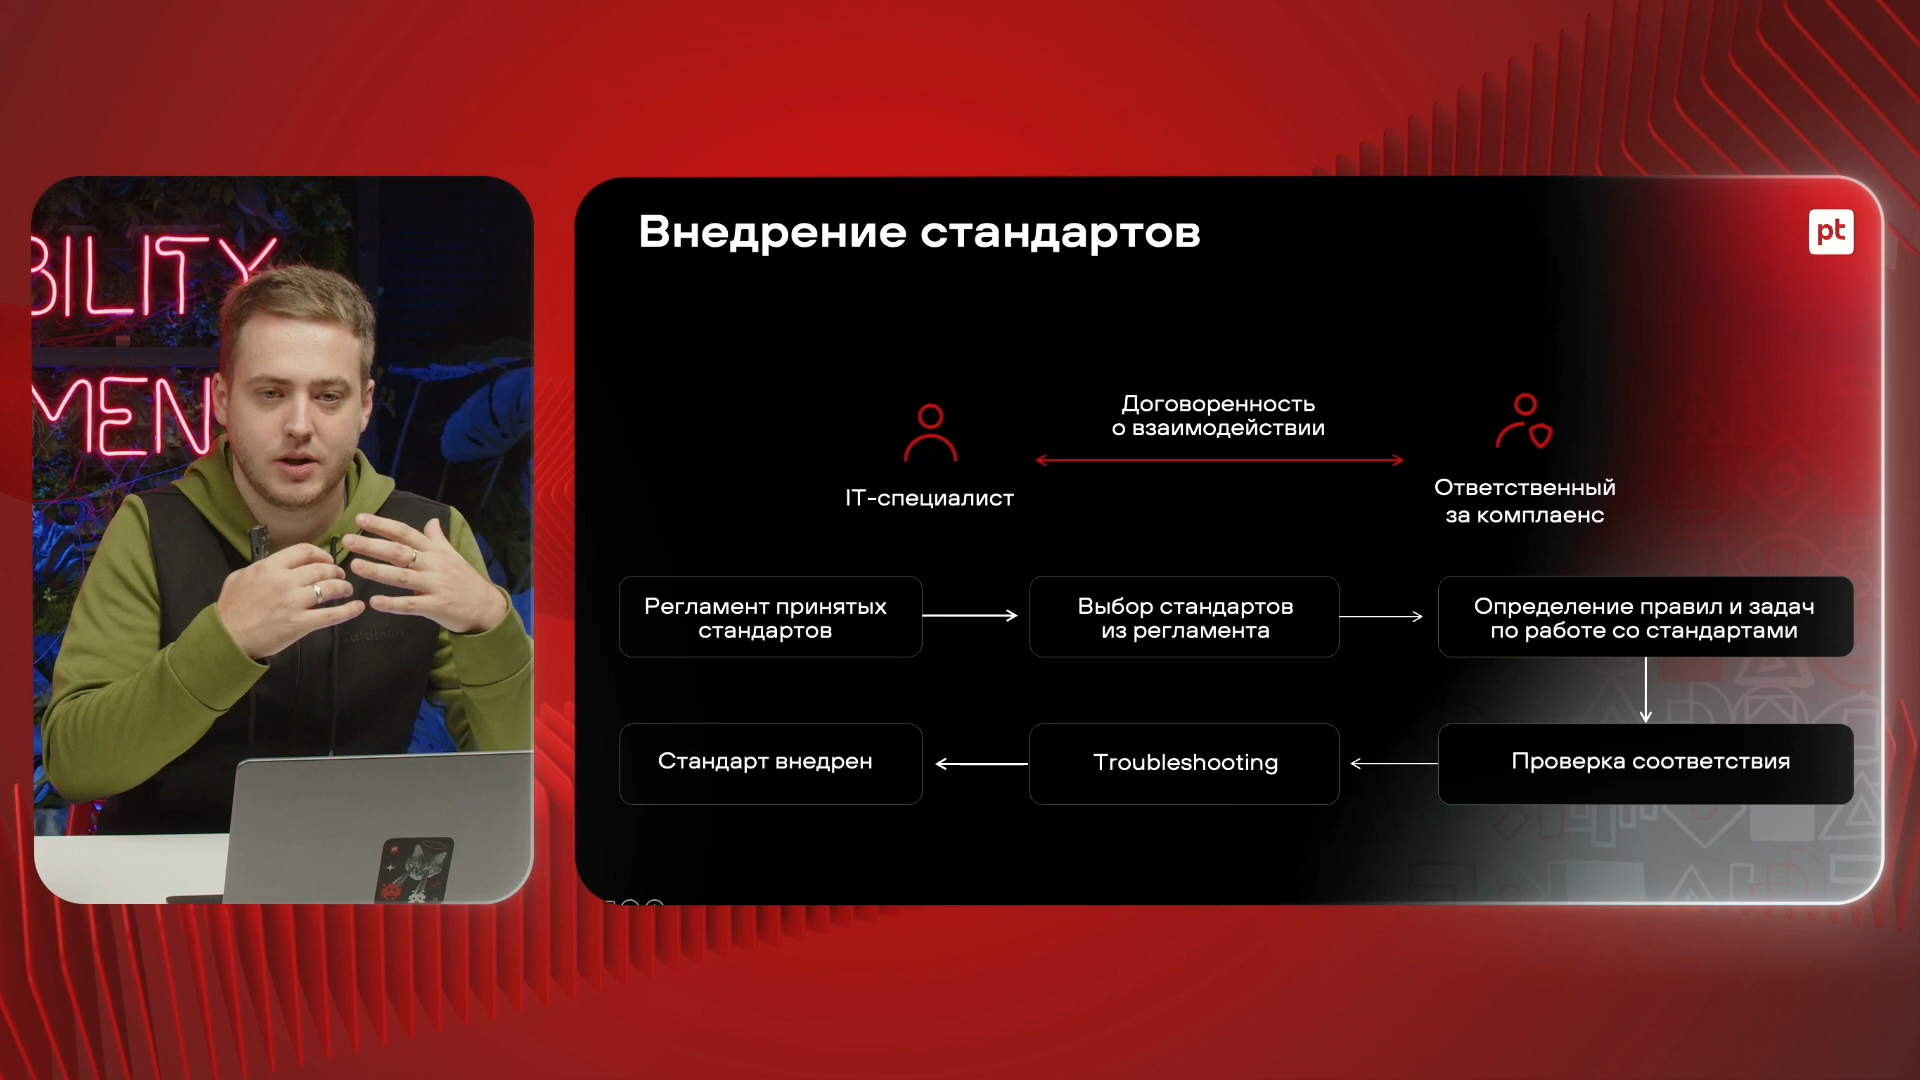 BILITY
MEN
Внедрение стандартов
pt
Договоренность
о взаимодействии
IT-специалист
Ответственный
за комплаенс
Регламент принятых
стандартов
Выбор стандартов
из регламента
Определение правил и задач
по работе со стандартами
Стандарт внедрен
Troubleshooting
Проверка соответствия